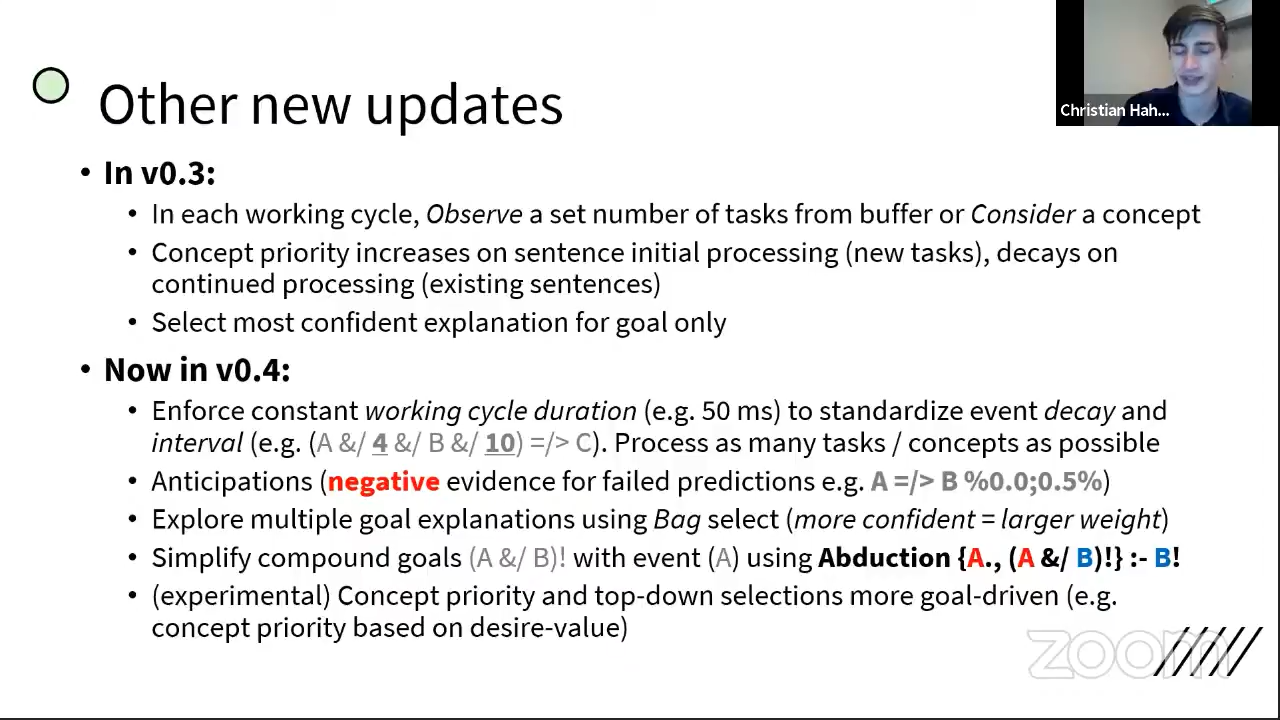 Christian Hah...
Other new updates
• In v0.3:
• In each working cycle, Observe a set number of tasks from buffer or Consider a concept
• Concept priority increases on sentence initial processing (new tasks), decays on
continued processing (existing sentences)
• Select most confident explanation for goal only
• Now in v0.4:
• Enforce constant working cycle duration (e.g. 50 ms) to standardize event decay and
interval (e.g. (A &/ 4 &/ B &/ 10) =/> C). Process as many tasks / concepts as possible
• Anticipations (negative evidence for failed predictions e.g. A =/> B %0.0;0.5%)
• Explore multiple goal explanations using Bag select (more confident = larger weight)
• Simplify compound goals (A &/ B)! with event (A) using Abduction {A., (A &/ B)!} :- B!
• (experimental) Concept priority and top-down selections more goal-driven (e.g.
concept priority based on desire-value)
zoom